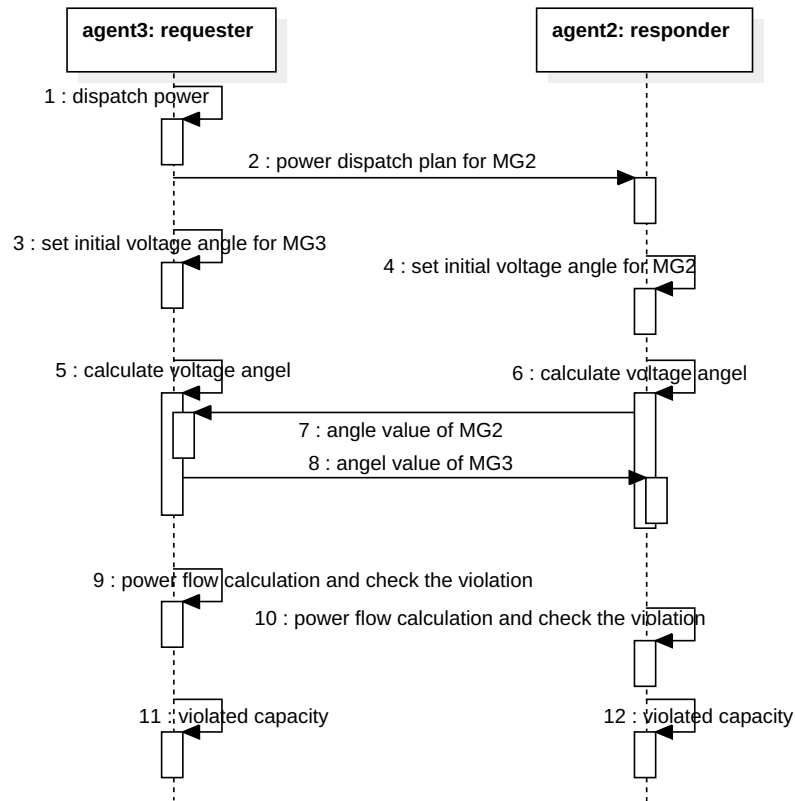 agent3: requester
agent2: responder
1 : dispatch power
2 : power dispatch plan for MG2
3 : set initial voltage angle for MG3
4 : set initial voltage angle for MG2
5 : calculate voltage angel
6 : calculate voltage angel
7 : angle value of MG2
8 : angel value of MG3
9 : power flow calculation and check the violation
10 : power flow calculation and check the violation
11 : violated capacity
12 : violated capacity